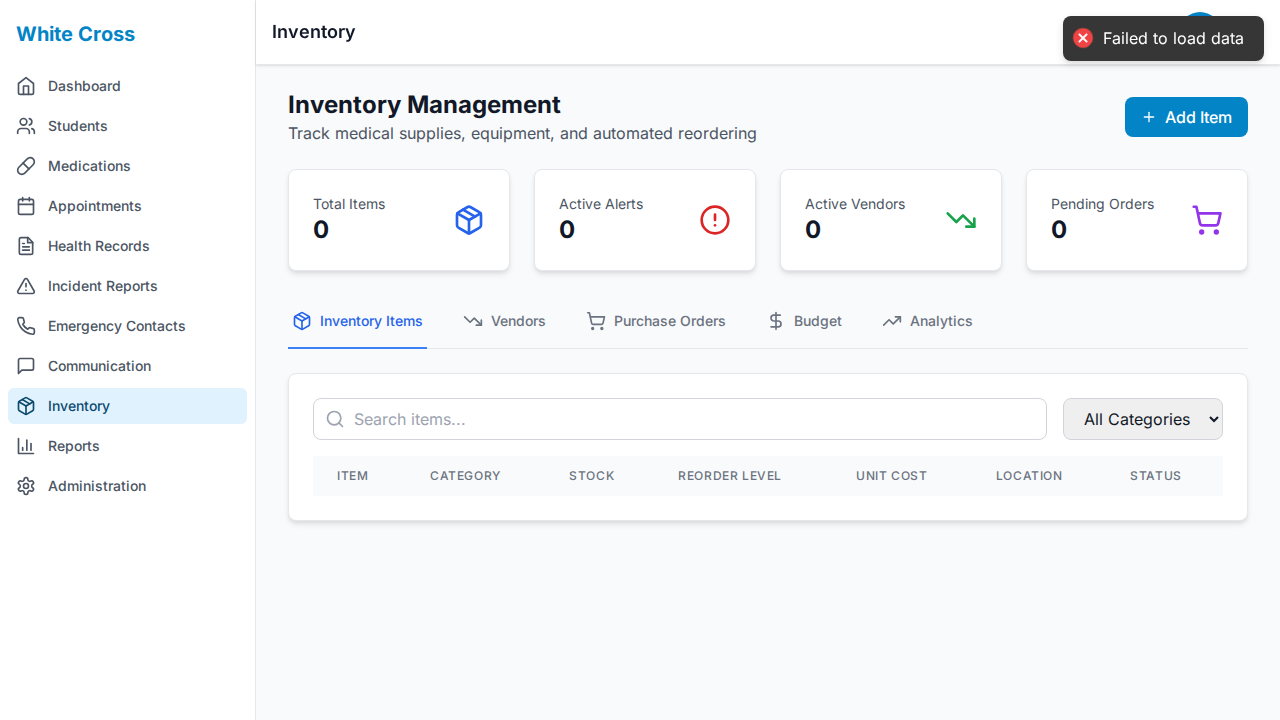 White Cross
Dashboard
Students
Medications
Appointments
Health Records
Incident Reports
Emergency Contacts
Communication
Inventory
Reports
Administration
Inventory
Failed to load data
Inventory Management
Track medical supplies, equipment, and automated reordering
Add Item
Total Items
0
Active Alerts
0
Active Vendors
0
Pending Orders
0
Inventory Items
Vendors
Purchase Orders
Budget
Analytics
Search items...
All Categories
ITEM CATEGORY STOCK REORDER LEVEL UNIT COST LOCATION STATUS